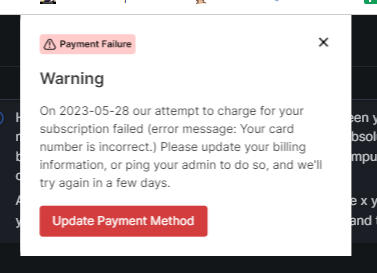 Payment Failure
Warning
On 2023-05-28 our attempt to charge for your
subscription failed (error message: Your card
number is incorrect.) Please update your billing
information, or ping your admin to do so, and we'll
try again in a few days.
Update Payment Method